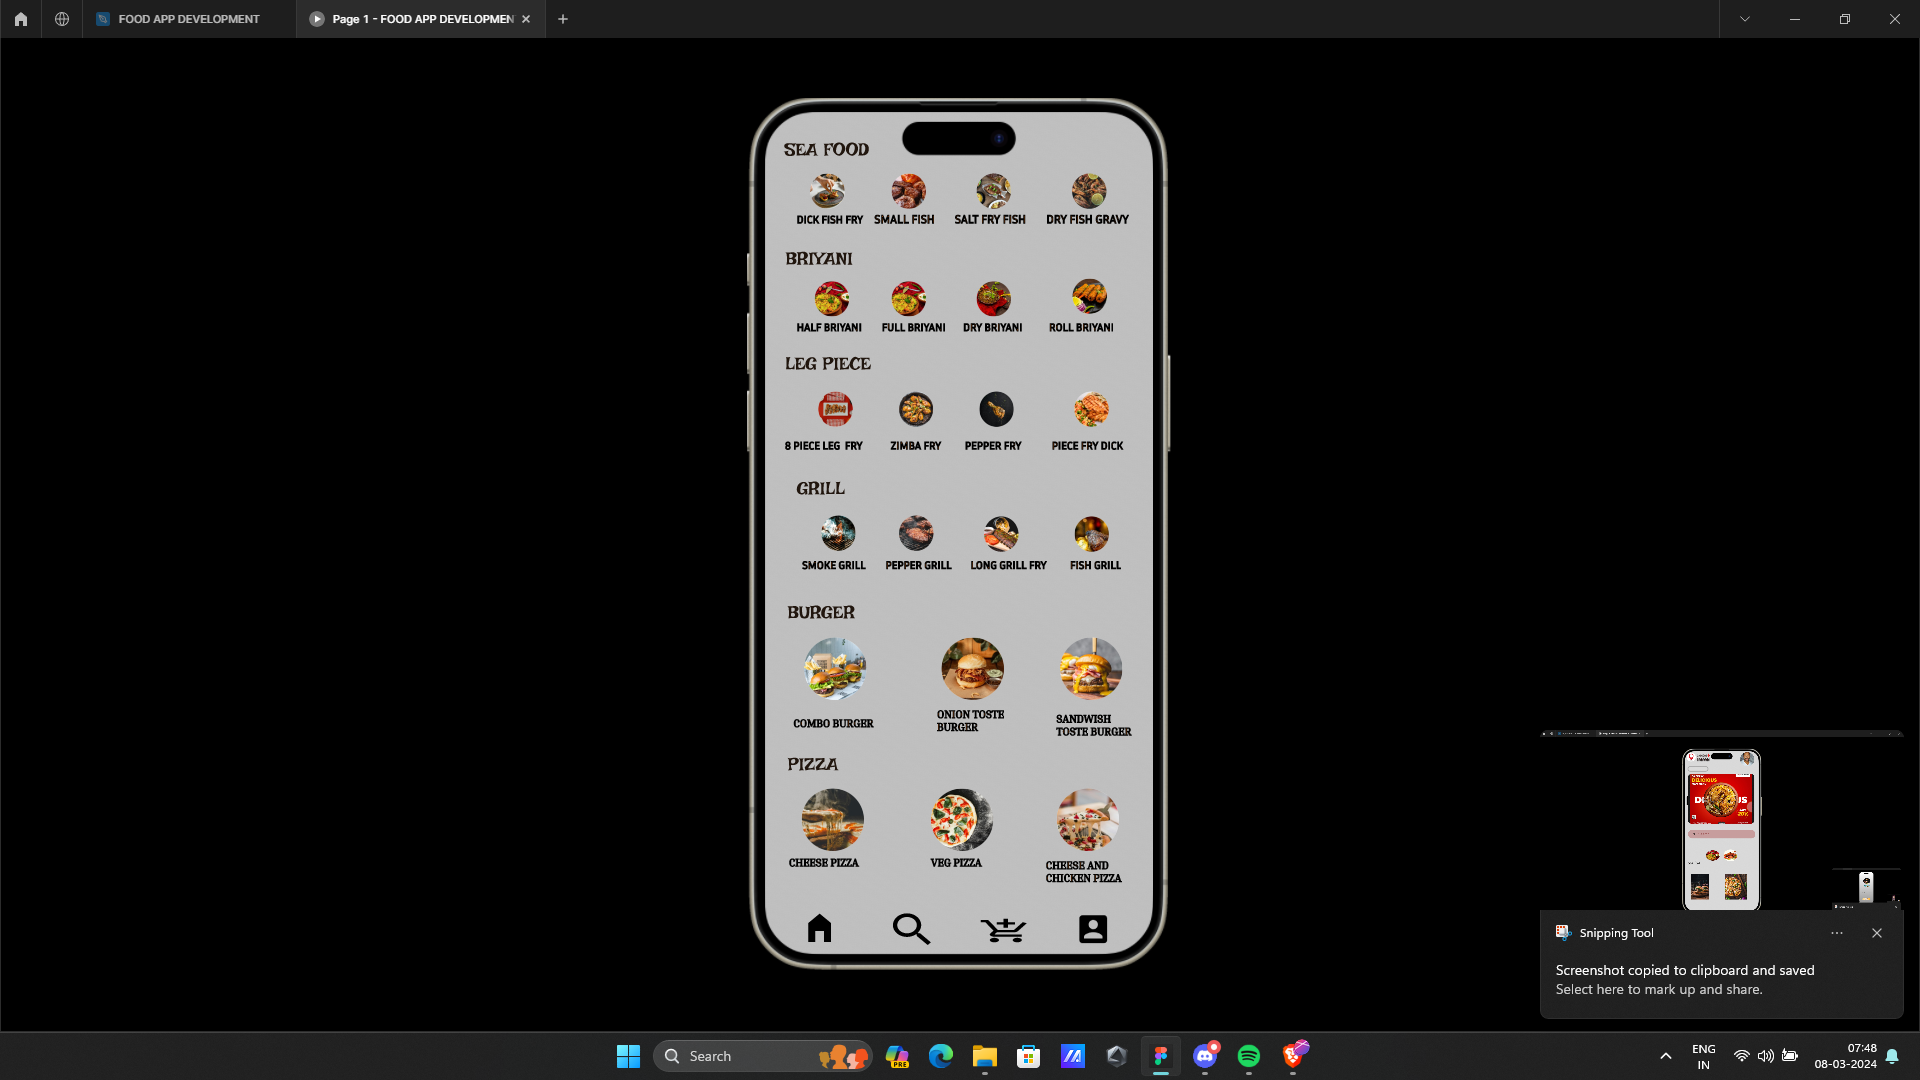 FOOD APP DEVELOPMENT
Page 1 - FOOD APP DEVELOPMEN
SEA FOOD
DICK FISH FRY SMALL FISH SALT FRY FISH DRY FISH GRAVY
BRIYANI
HALF BRIYANI FULL BRIYANI DRY BRIYANI ROLL BRIYANI
LEG PIECE
8 PIECE LEG FRY ZIMBA FRY PEPPER FRY PIECE FRY DICK
GRILL
SMOKE GRILL PEPPER GRILL LONG GRILL FRY FISH GRILL
BURGER
COMBO BURGER
ONION TOSTE
BURGER
SANDWISH
TOSTE BURGER
PIZZA
CHEESE PIZZA
VEG PIZZA
CHEESE AND
CHICKEN PIZZA
DELICIOUS
20%
Snipping Tool
Screenshot copied to clipboard and saved
Select here to mark up and share.
Search
PRE
ENG
IN
07:48
08-03-2024